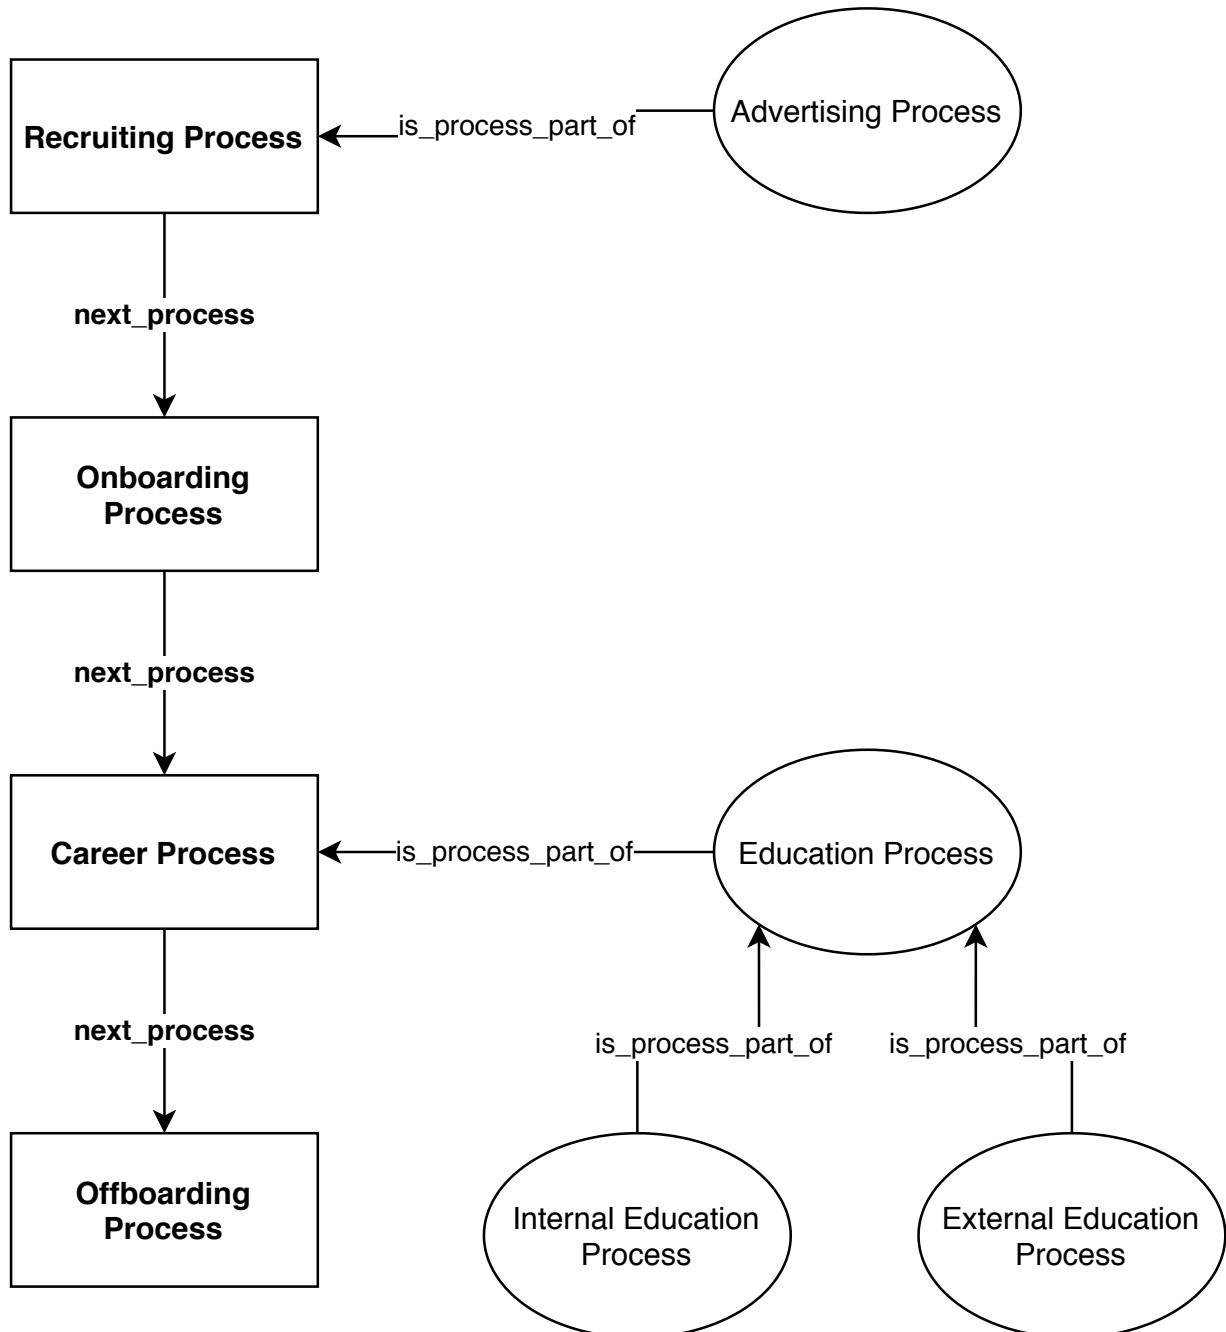 Recruiting Process
is_process_part_of
Advertising Process
next_process
Onboarding
Process
next_process
Career Process
is_process_part_of
Education Process
next_process
is_process_part_of
is_process_part_of
Offboarding
Process
Internal Education
Process
External Education
Process